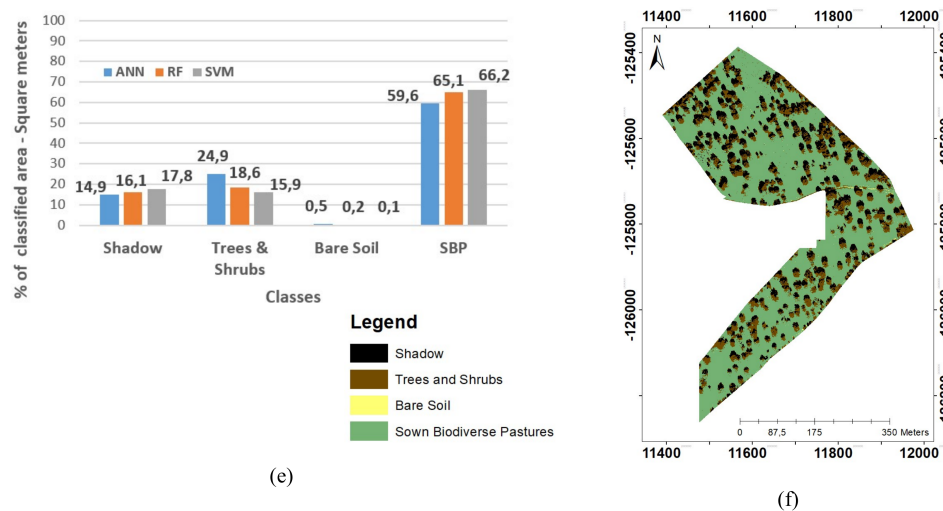 % of classified area - Square meters
100
90
80
70
60
50
40
30
20
10
0
ANN RF SVM
14,9 16,1 17,8
24,9 18,6 15,9
0,5 0,2 0,1
59,6 65,1 66,2
Shadow
Trees &
Shrubs
Bare Soil
SBP
Classes
Legend
Shadow
Trees and Shrubs
Bare Soil
Sown Biodiverse Pastures
(e)
11400 11600 11800 12000
N
-125400
-125600
-125800
-126000
0 87,5 175 350 Meters
11400 11600 11800 12000
(f)